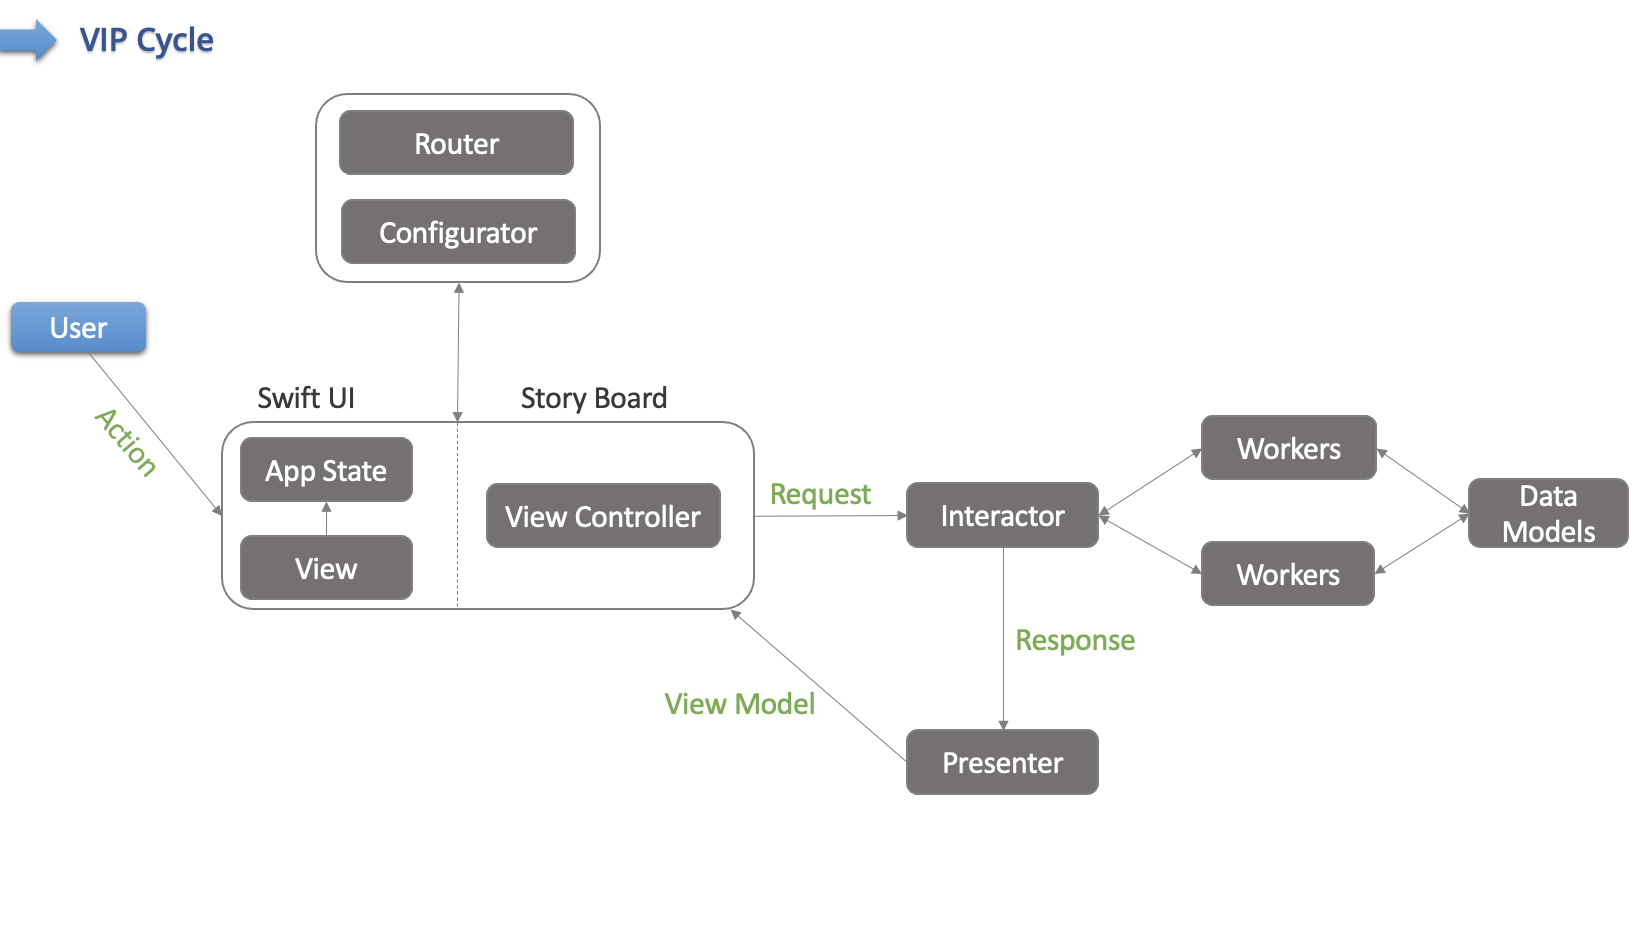 VIP Cycle
Router
Configurator
User
Action
Swift UI
Story Board
App State
View
View Controller
Request
Interactor
Workers
Workers
Data
Models
Response
View Model
Presenter